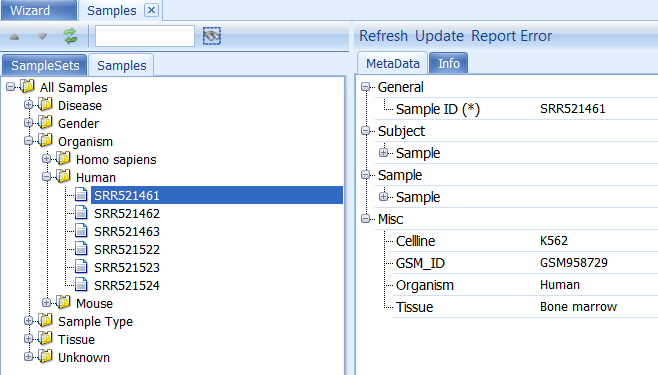 Wizard Samples
SampleSets Samples
All Samples
Disease
Gender
Organism
Homo sapiens
Human
SRR521461
SRR521462
SRR521463
SRR521522
SRR521523
SRR521524
Mouse
Sample Type
Tissue
Unknown
Refresh Update Report Error
MetaData Info
General
Sample ID (*) SRR521461
Subject
Sample
Sample
Sample
Misc
Cellline K562
GSM_ID GSM958729
Organism Human
Tissue Bone marrow